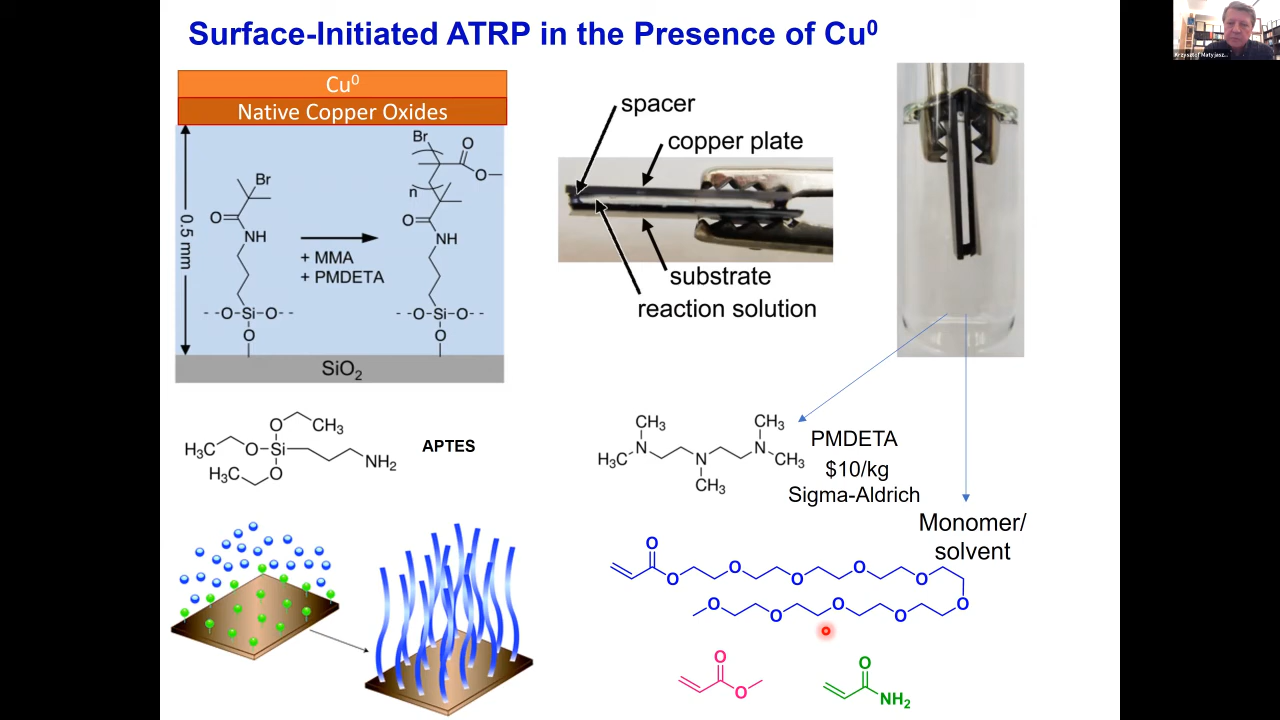 Surface-Initiated ATRP in the Presence of Cu⁰
Krzysztof Matyjasz...
Cu⁰
Native Copper Oxides
0.5 mm
Br
O
NH
+ MMA
+ PMDETA
Br
O
O
n
O
NH
--O-Si-O--
O
--O-Si-O--
O
SiO₂
spacer
copper plate
substrate
reaction solution
O CH₃
H₃C O-Si
H₃C O
NH₂
APTES
CH₃
H₃C N
N
CH₃
CH₃
N
CH₃
PMDETA
$10/kg
Sigma-Aldrich
Monomer/
solvent
O
O O O O O
O O O O O
O
O
O
NH₂